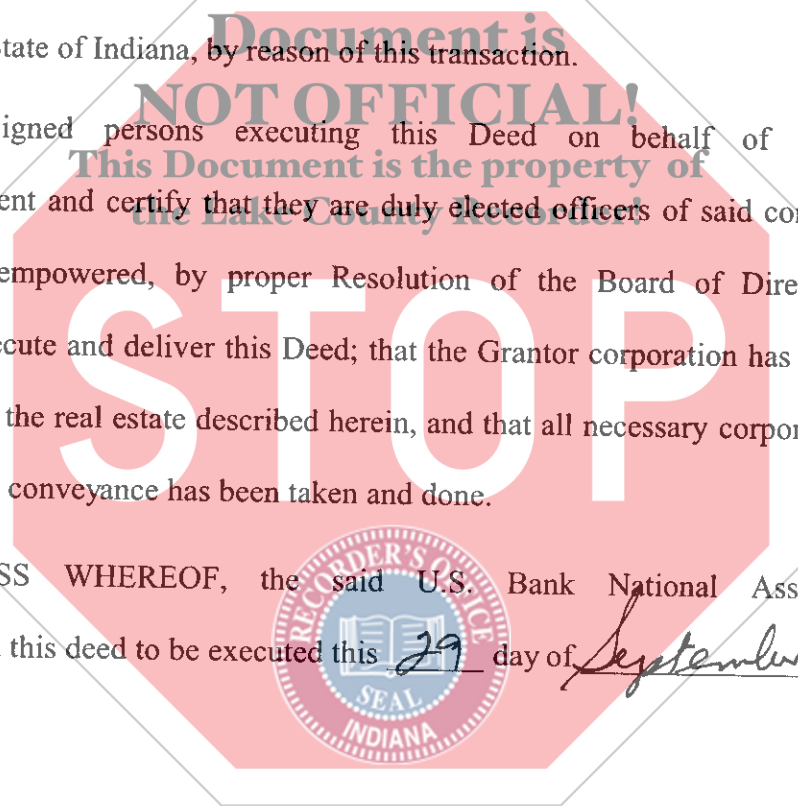 Document is
State of Indiana, by reason of this transaction.
NOT OFFICIAL!
igned persons executing this Deed on behalf of
This Document is the property of
ent and certify that they are duly elected officers of said cor
the Lake County Recorder!
empowered, by proper Resolution of the Board of Dire
ecute and deliver this Deed; that the Grantor corporation has
STOP
the real estate described herein, and that all necessary corpor
conveyance has been taken and done.
SS WHEREOF, the said U.S. Bank National Ass
this deed to be executed this 29 day of September
RECORDER'S OFFICE
SEAL
INDIANA